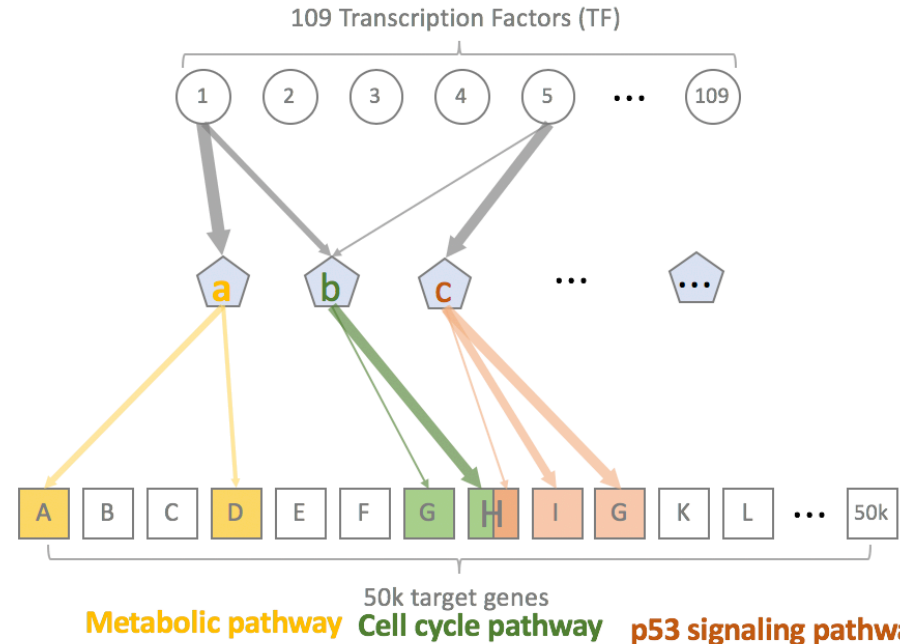 109 Transcription Factors (TF)
1 2 3 4 5 ... 109
a b c ... ...
A B C D E F G H I G K L ... 50k
50k target genes
Metabolic pathway Cell cycle pathway p53 signaling pathwa